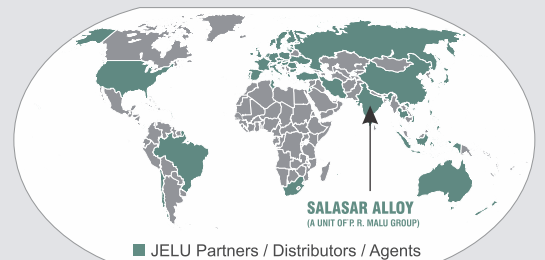 SALASAR ALLOY
(A UNIT OF P. R. MALU GROUP)
JELU Partners / Distributors / Agents